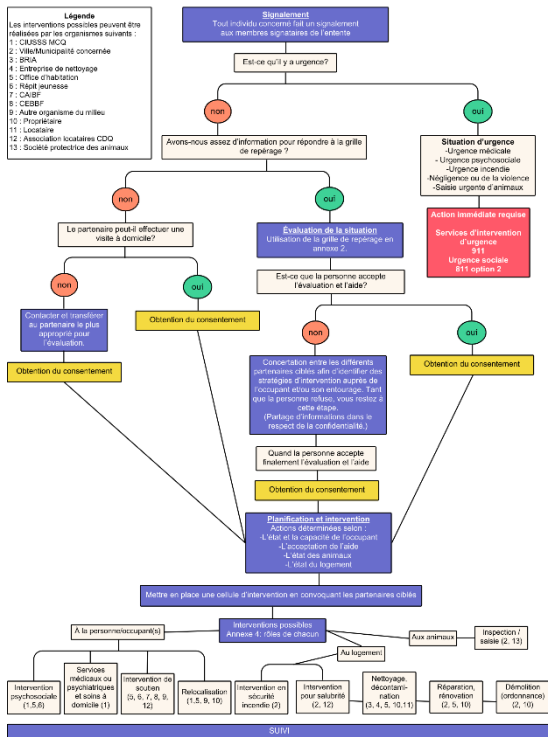 Légende
Les interventions possibles peuvent être
réalisées par les organismes suivants :
1 : CIUSSS MCQ
2 : Ville/Municipalité concernée
3 : BRIA
4 : Entreprise de nettoyage
5 : Office d'habitation
6 : Répit jeunesse
7 : CAIBF
8 : CEBBF
9 : Autre organisme du milieu
10 : Propriétaire
11 : Locataire
12 : Association locataires CDQ
13 : Société protectrice des animaux
Signalement
Tout individu concerné fait un signalement
aux membres signataires de l'entente
Est-ce qu'il y a urgence?
non
oui
Avons-nous assez d'information pour répondre à la grille
de repérage ?
Situation d'urgence
-Urgence médicale
- Urgence psychosociale
-Urgence incendie
-Négligence ou de la violence
-Saisie urgente d'animaux
Action immédiate requise
Services d'intervention
d'urgence
911
Urgence sociale
811 option 2
non
oui
Le partenaire peut-il effectuer une
visite à domicile?
Évaluation de la situation
Utilisation de la grille de repérage en
annexe 2.
Est-ce que la personne accepte
l'évaluation et l'aide?
non
oui
Contacter et transférer
au partenaire le plus
approprié pour
l'évaluation.
Obtention du consentement
Obtention du consentement
non
oui
Concertation entre les différents
partenaires ciblés afin d'identifier des
stratégies d'intervention auprès de
l'occupant et/ou son entourage. Tant
que la personne refuse, vous restez à
cette étape.
(Partage d'informations dans le
respect de la confidentialité.)
Obtention du consentement
Quand la personne accepte
finalement l'évaluation et l'aide
Obtention du consentement
Planification et intervention
Actions déterminées selon :
-L'état et la capacité de l'occupant
-L'acceptation de l'aide
-L'état des animaux
-L'état du logement
Mettre en place une cellule d'intervention en convoquant les partenaires ciblés
Interventions possibles
Annexe 4: rôles de chacun
À la personne/occupant(s)
Au logement
Aux animaux
Inspection /
saisie (2, 13)
Intervention
psychosociale
(1,5,6)
Services
médicaux ou
psychiatriques
et soins à
domicile (1)
Intervention de
soutien
(5, 6, 7, 8, 9,
12)
Relocalisation
(1.5, 9, 10)
Intervention en
sécurité
incendie (2)
Intervention
pour salubrité
(2, 12)
Nettoyage,
décontami-
nation
(3, 4, 5, 10,11)
Réparation,
rénovation
(2, 5, 10)
Démolition
(ordonnance)
(2, 10)
SUIVI